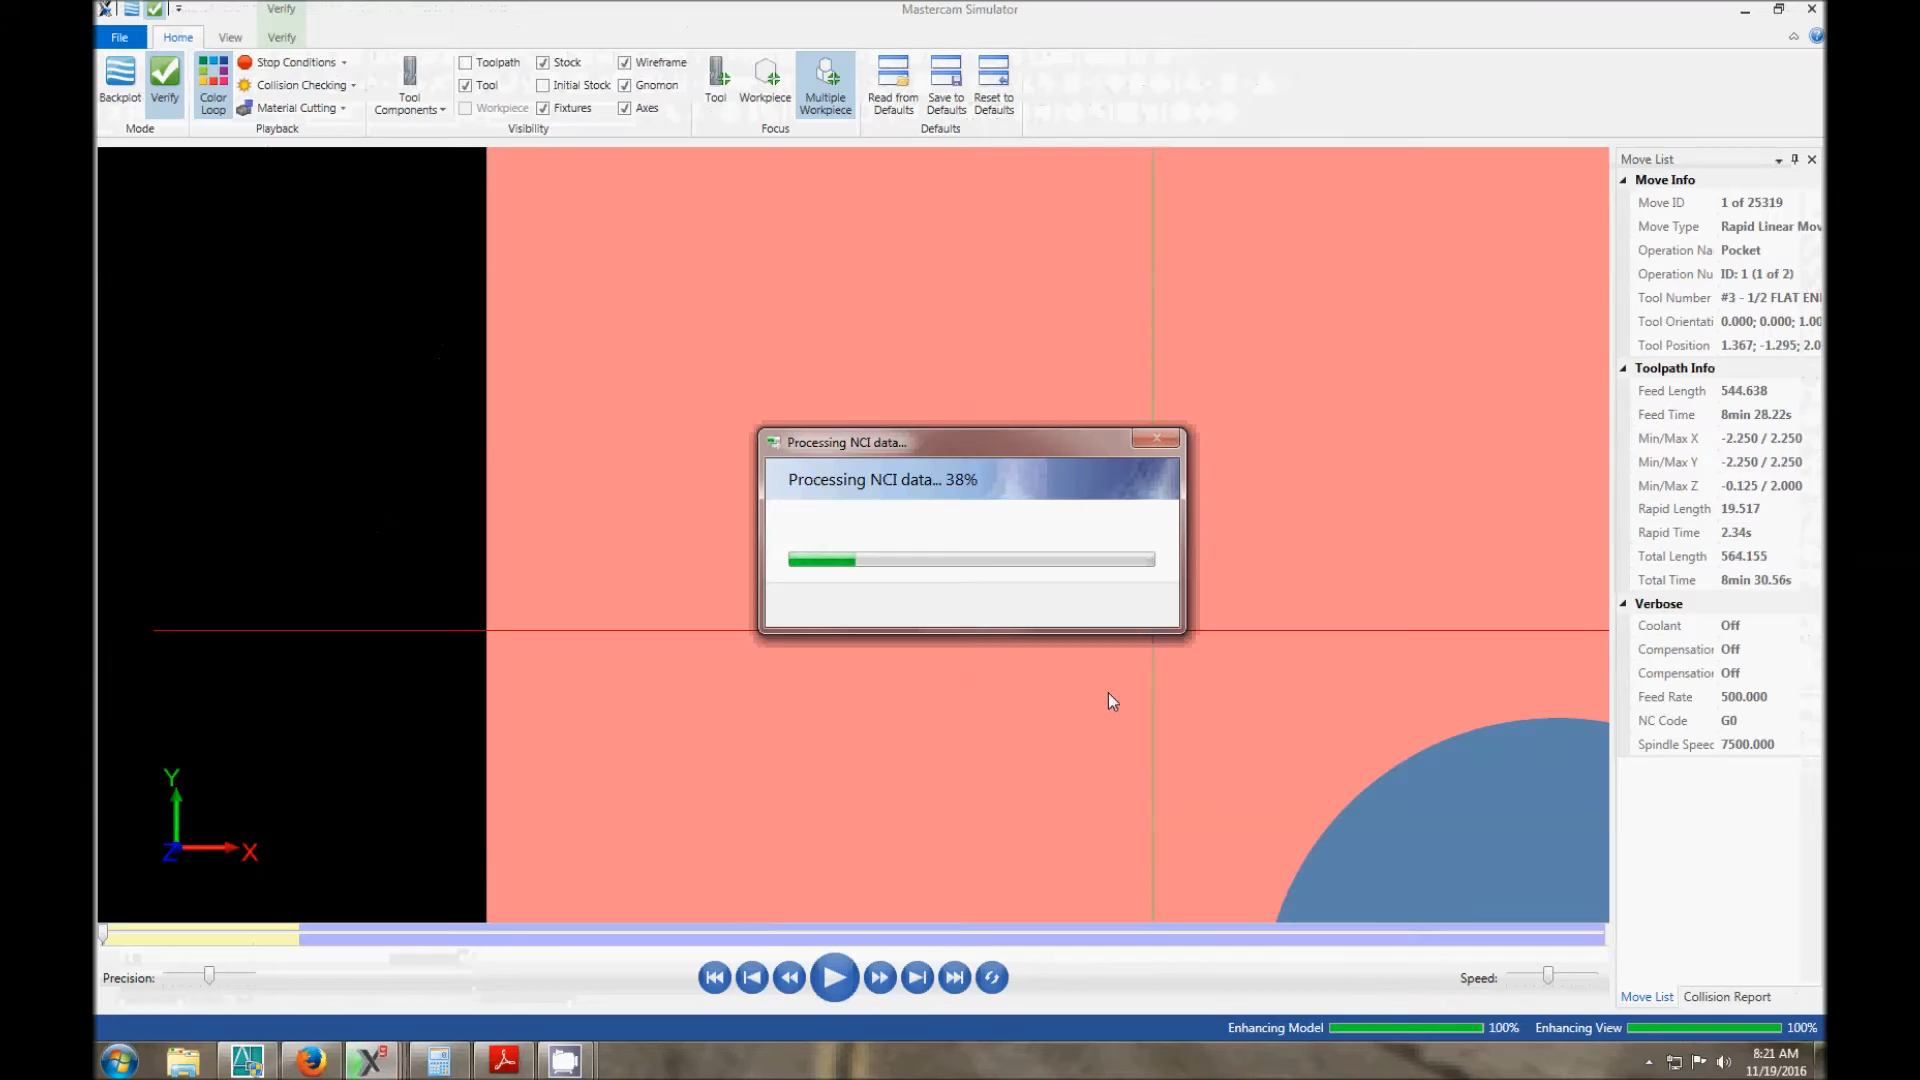 Verify
Mastercam Simulator
File
Home
View
Verify
Backplot
Verify
Mode
Color
Loop
Stop Conditions
Collision Checking
Material Cutting
Playback
Tool
Components
Toolpath
Tool
Workpiece
Stock
Initial Stock
Fixtures
Wireframe
Gnomon
Axes
Visibility
Tool
Workpiece
Multiple
Workpiece
Focus
Read from
Defaults
Save to
Defaults
Reset to
Defaults
Defaults
Move List
Move Info
Move ID 1 of 25319
Move Type Rapid Linear Mov
Operation Na Pocket
Operation Nu ID: 1 (1 of 2)
Tool Number #3 - 1/2 FLAT EN
Tool Orientati 0.000; 0.000; 1.00
Tool Position 1.367; -1.295; 2.0
Toolpath Info
Feed Length 544.638
Feed Time 8min 28.22s
Min/Max X -2.250 / 2.250
Min/Max Y -2.250 / 2.250
Min/Max Z -0.125 / 2.000
Rapid Length 19.517
Rapid Time 2.34s
Total Length 564.155
Total Time 8min 30.56s
Verbose
Coolant Off
Compensation Off
Compensation Off
Feed Rate 500.000
NC Code G0
Spindle Speed 7500.000
Processing NCI data...
Processing NCI data... 38%
Y
Z
X
Precision:
Speed:
Move List Collision Report
Enhancing Model 100% Enhancing View 100%
X9
8:21 AM
11/19/2016